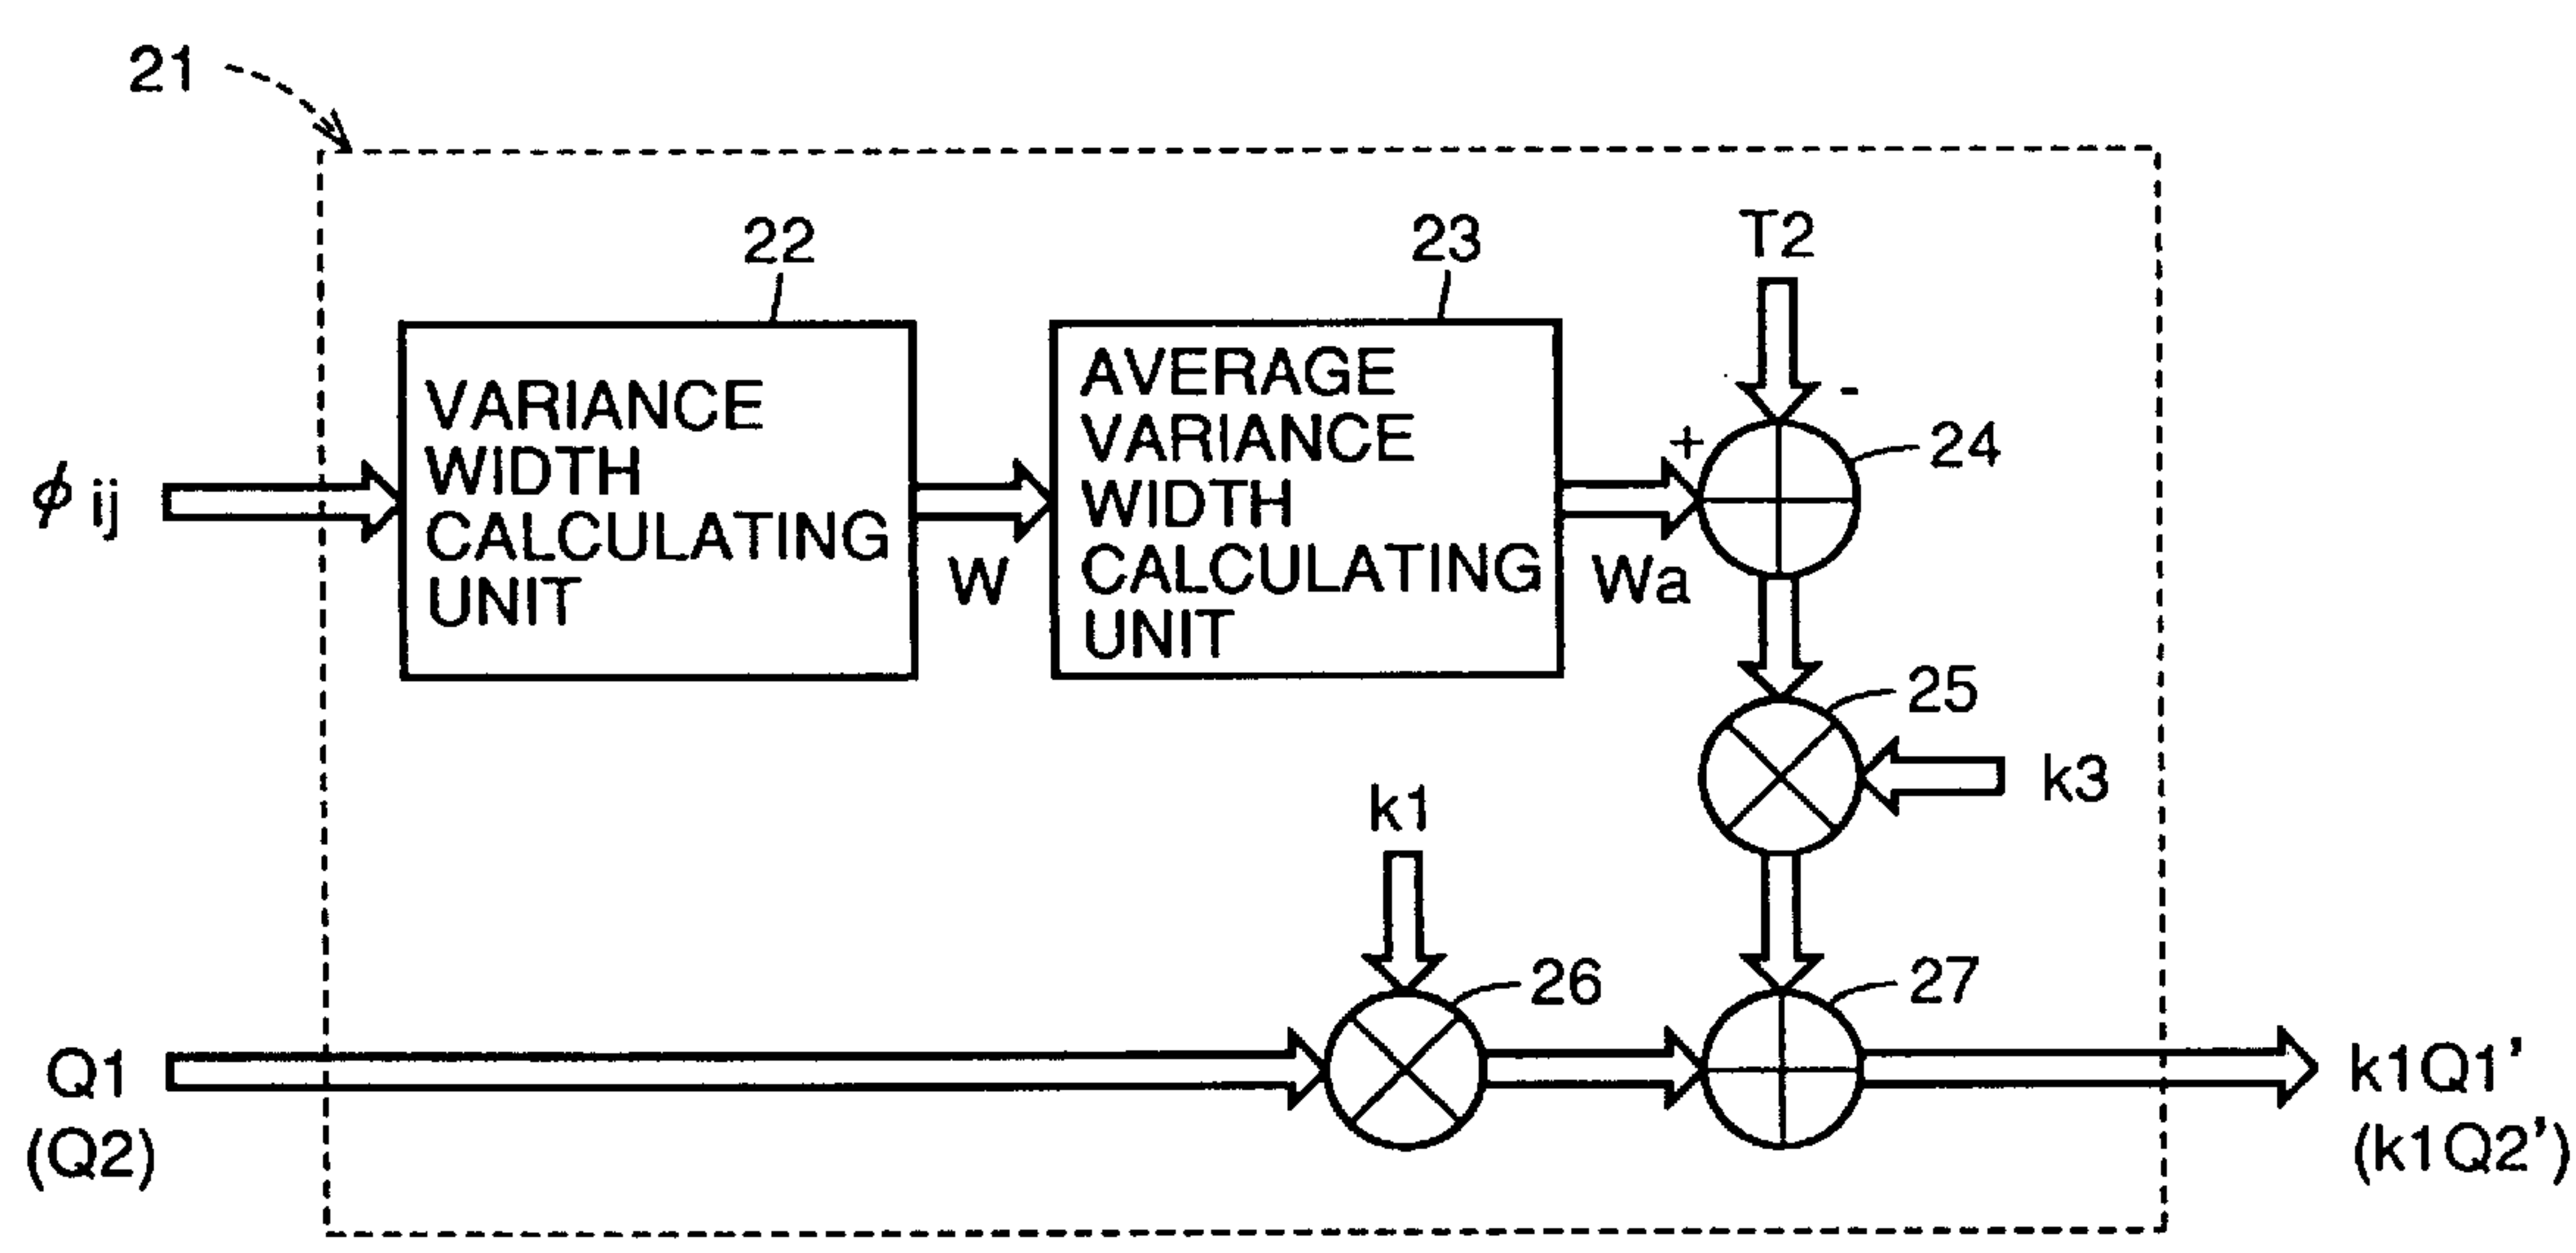 21
22
23
T2
VARIANCE
WIDTH
CALCULATING
UNIT
AVERAGE
VARIANCE
WIDTH
CALCULATING
UNIT
-
+
24
ϕ ij
W
Wa
25
k3
k1
26
27
Q1
(Q2)
k1Q1'
(k1Q2')